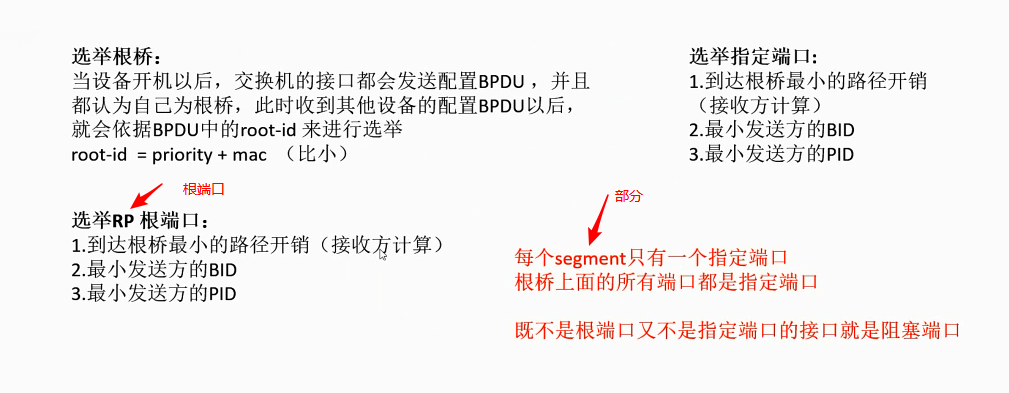 选举根桥：
当设备开机以后，交换机的接口都会发送配置BPDU ，并且
都认为自己为根桥，此时收到其他设备的配置BPDU以后，
就会依据BPDU中的root-id 来进行选举
root-id = priority + mac （比小）
选举指定端口:
1.到达根桥最小的路径开销
（接收方计算）
2.最小发送方的BID
3.最小发送方的PID
根端口
选举RP 根端口：
1.到达根桥最小的路径开销（接收方计算）
2.最小发送方的BID
3.最小发送方的PID
部分
每个segment只有一个指定端口
根桥上面的所有端口都是指定端口
既不是根端口又不是指定端口的接口就是阻塞端口